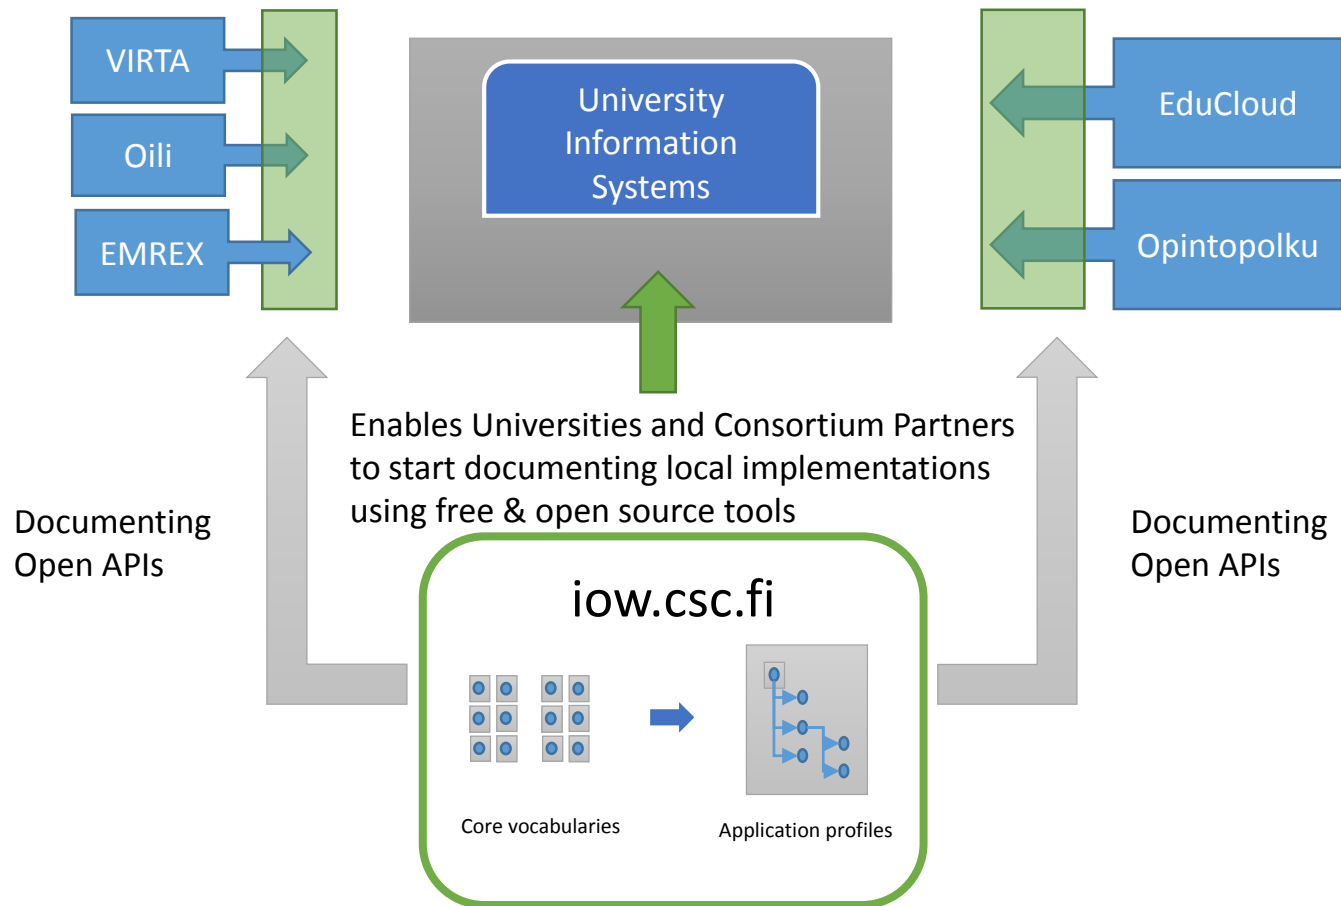 VIRTA
Oili
EMREX
University
Information
Systems
EduCloud
Opintopolku
Enables Universities and Consortium Partners
to start documenting local implementations
using free & open source tools
Documenting
Open APIs
Documenting
Open APIs
iow.csc.fi
Core vocabularies
Application profiles